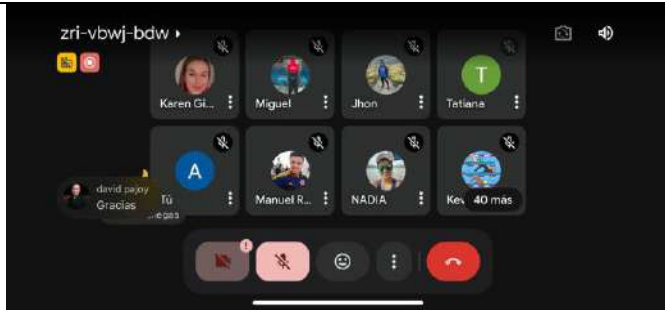 zri-vbwj-bdw
Karen Gi...
Miguel
Jhon
T
Tatiana
A
Tú
Manuel R...
NADIA
Kev
40 más
david pajoy
Gracias